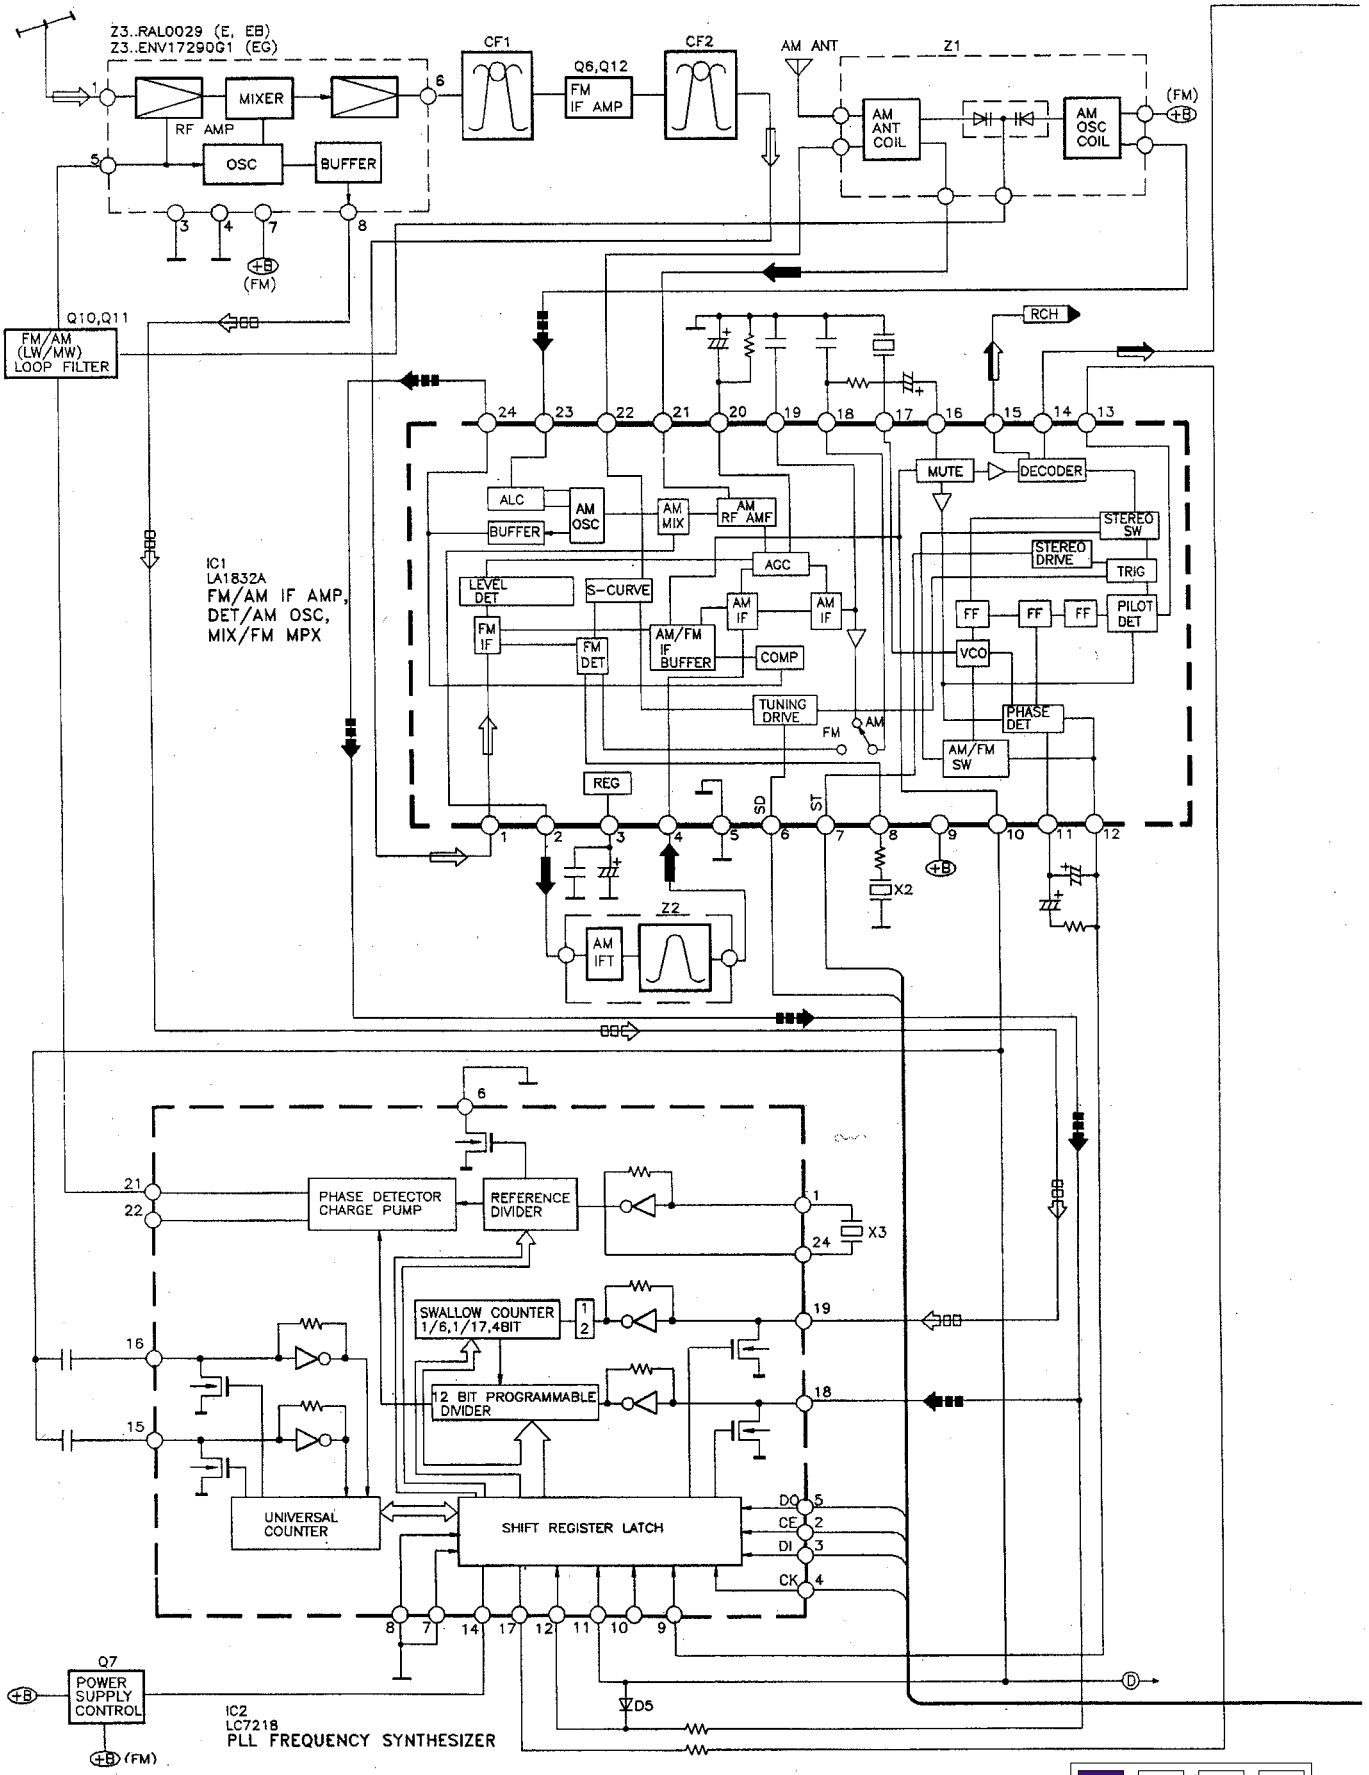 Z3..RAL0029 (E, EB)
Z3..ENV17290G1 (EG)
1
6
MIXER
RF AMP
5
OSC
BUFFER
3
4
7
8
+B
(FM)
CF1
Q6,Q12
FM
IF AMP
CF2
AM ANT
Z1
AM
ANT
COIL
AM
OSC
COIL
(FM)
+B
Q10,Q11
FM/AM
(LW/MW)
LOOP FILTER
RCH
24
23
22
21
20
19
18
17
16
15
14
13
IC1
LA1832A
FM/AM IF AMP,
DET/AM OSC,
MIX/FM MPX
ALC
AM
OSC
BUFFER
AM
MIX
AM
RF AMF
MUTE
DECODER
STEREO
SW
STEREO
DRIVE
TRIG
AGC
LEVEL
DET
S-CURVE
AM
IF
AM
IF
FF
FF
FF
PILOT
DET
FM
IF
FM
DET
AM/FM
IF
BUFFER
COMP
VCO
TUNING
DRIVE
FM
AM
PHASE
DET
AM/FM
SW
REG
SD
ST
1
2
3
4
5
6
7
8
9
10
11
12
+B
X2
Z2
AM
IFT
6
21
22
PHASE DETECTOR
CHARGE PUMP
REFERENCE
DIVIDER
1
24
X3
SWALLOW COUNTER
1/6,1/17,4BIT
1
2
19
16
12 BIT PROGRAMMABLE
DIVIDER
18
15
UNIVERSAL
COUNTER
SHIFT REGISTER LATCH
DO 5
CE 2
DI 3
CK 4
8
7
14
17
12
11
10
9
Q7
POWER
SUPPLY
CONTROL
+B
+B (FM)
D
D5
IC2
LC7218
PLL FREQUENCY SYNTHESIZER